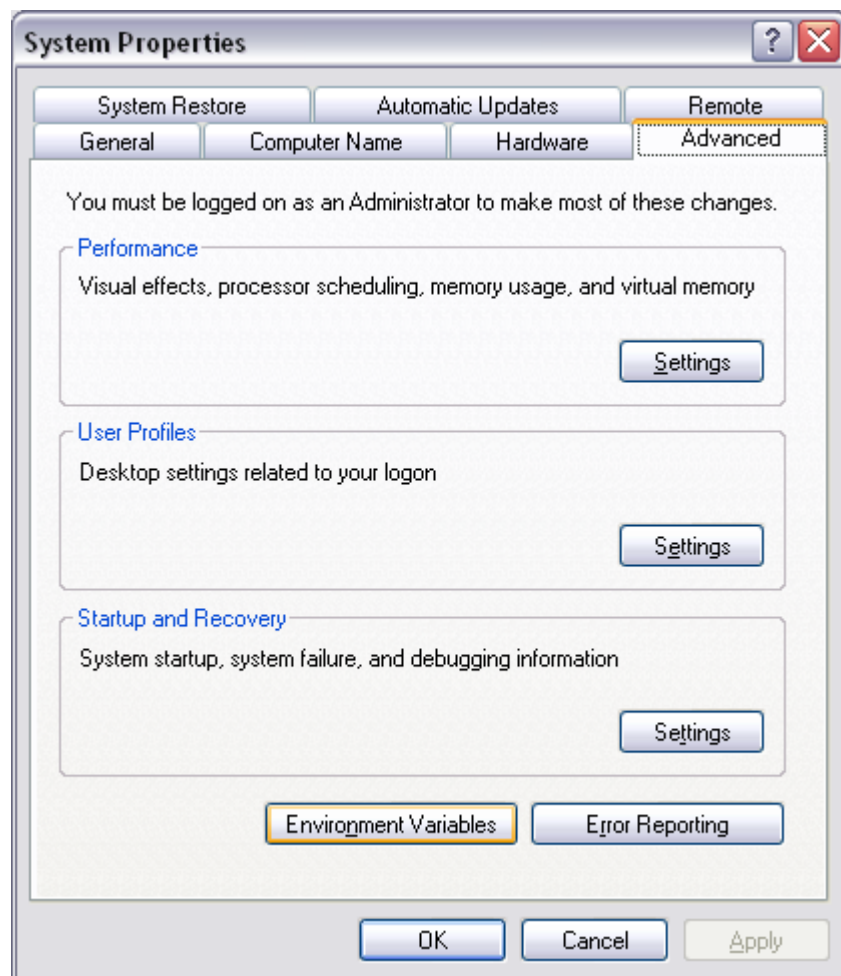 System Properties
System Restore Automatic Updates Remote
General Computer Name Hardware Advanced
You must be logged on as an Administrator to make most of these changes.
Performance
Visual effects, processor scheduling, memory usage, and virtual memory
Settings
User Profiles
Desktop settings related to your logon
Settings
Startup and Recovery
System startup, system failure, and debugging information
Settings
Environment Variables Error Reporting
OK Cancel Apply